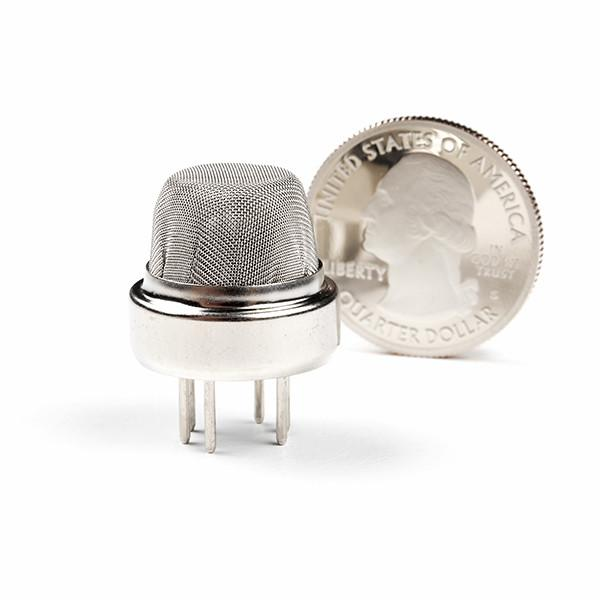 UNITED STATES OF AMERICA
LIBERTY
IN
GOD WE
TRUST
S
QUARTER DOLLAR